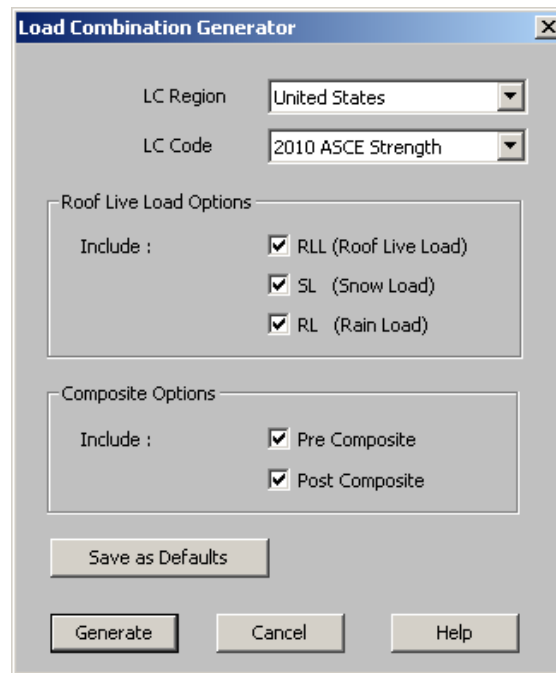 Load Combination Generator
LC Region United States
LC Code 2010 ASCE Strength
Roof Live Load Options
Include : RLL (Roof Live Load)
SL (Snow Load)
RL (Rain Load)
Composite Options
Include : Pre Composite
Post Composite
Save as Defaults
Generate Cancel Help